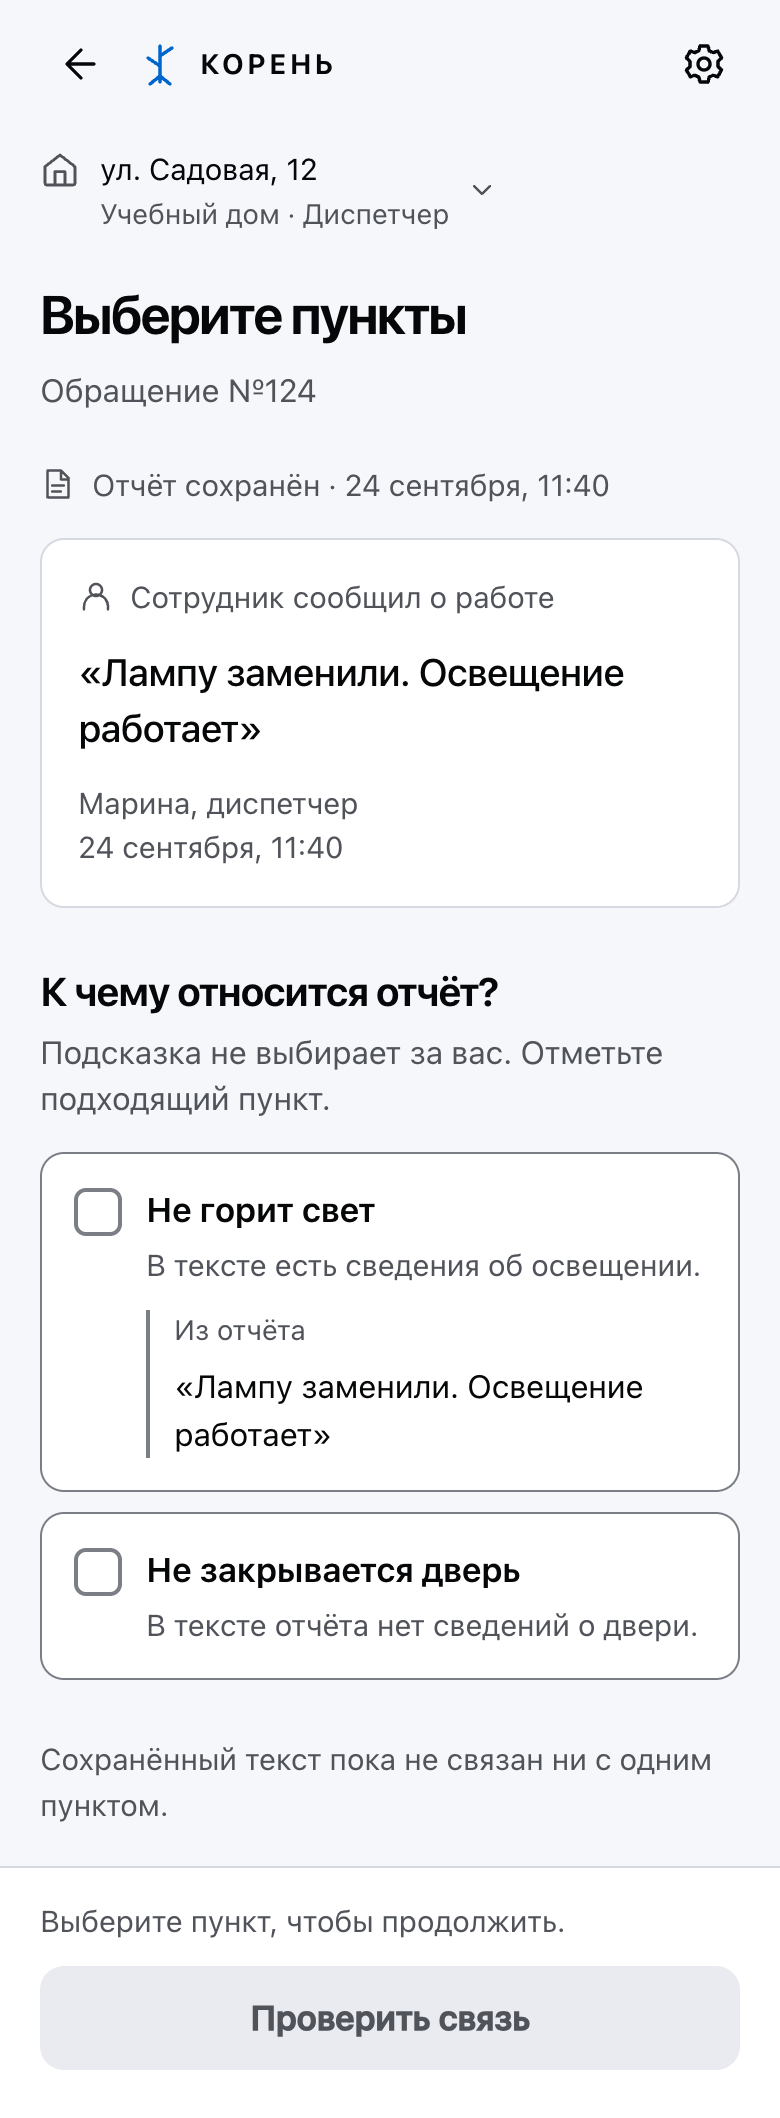 КОРЕНЬ
ул. Садовая, 12
Учебный дом · Диспетчер
Выберите пункты
Обращение №124
Отчёт сохранён · 24 сентября, 11:40
Сотрудник сообщил о работе
«Лампу заменили. Освещение
работает»
Марина, диспетчер
24 сентября, 11:40
К чему относится отчёт?
Подсказка не выбирает за вас. Отметьте
подходящий пункт.
Не горит свет
В тексте есть сведения об освещении.
Из отчёта
«Лампу заменили. Освещение
работает»
Не закрывается дверь
В тексте отчёта нет сведений о двери.
Сохранённый текст пока не связан ни с одним
пунктом.
Выберите пункт, чтобы продолжить.
Проверить связь